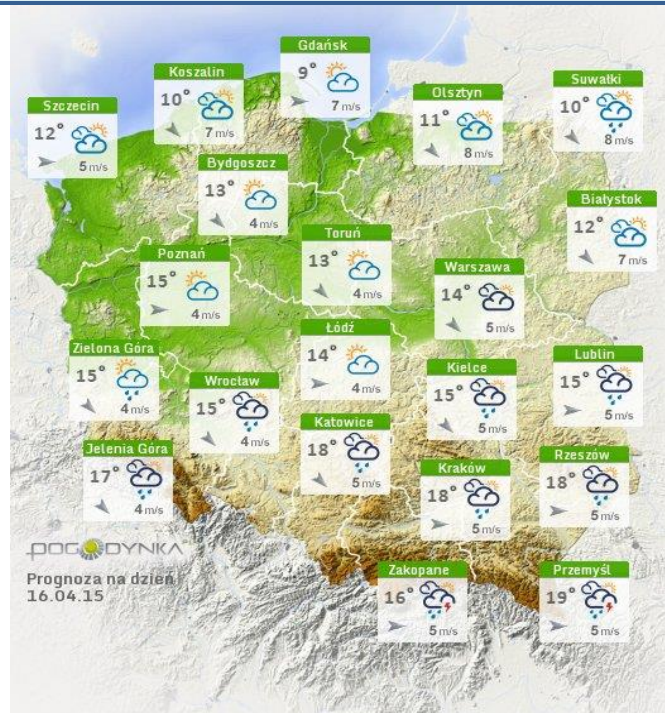 Gdańsk
9°
7 m/s
Koszalin
10°
7 m/s
Szczecin
12°
5 m/s
Olsztyn
11°
8 m/s
Suwałki
10°
8 m/s
Bydgoszcz
13°
4 m/s
Białystok
12°
7 m/s
Toruń
13°
4 m/s
Poznań
15°
4 m/s
Warszawa
14°
5 m/s
Łódź
14°
4 m/s
Zielona Góra
15°
4 m/s
Wrocław
15°
4 m/s
Kielce
15°
5 m/s
Lublin
15°
5 m/s
Katowice
18°
5 m/s
Jelenia Góra
17°
4 m/s
Kraków
18°
5 m/s
Rzeszów
18°
5 m/s
POGODYNKA
Prognoza na dzień
16.04.15
Zakopane
16°
5 m/s
Przemyśl
19°
5 m/s